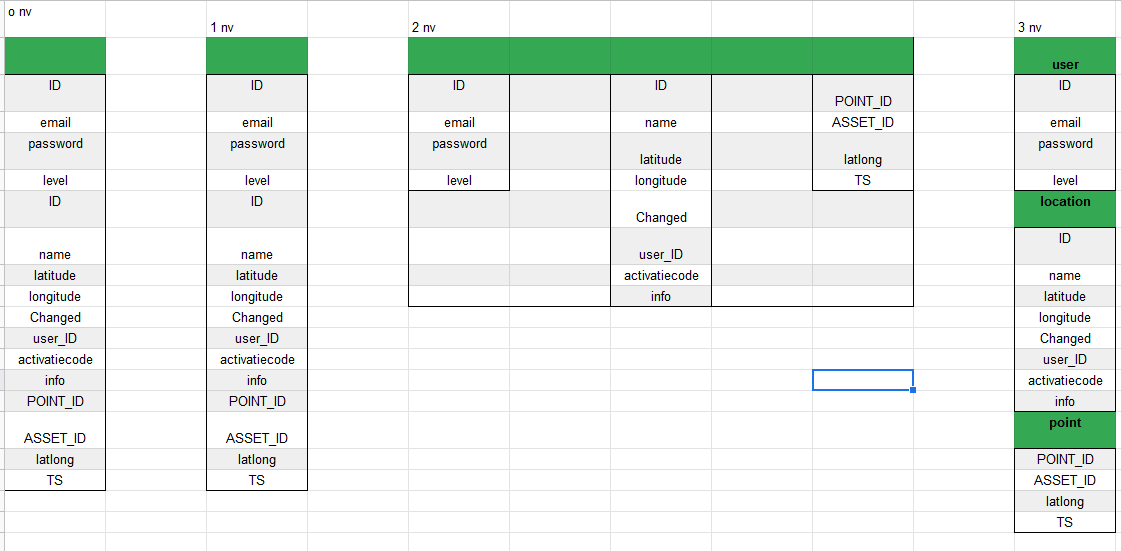 o nv
1 nv
2 nv
3 nv
user
ID
ID
ID
ID
POINT_ID
ID
email
email
email
name
ASSET_ID
email
password
password
password
latitude
latlong
password
level
level
level
longitude
TS
level
ID
ID
Changed
location
name
name
user_ID
ID
latitude
latitude
activatiecode
name
longitude
longitude
info
latitude
Changed
Changed
longitude
user_ID
user_ID
Changed
activatiecode
activatiecode
user_ID
info
info
activatiecode
POINT_ID
POINT_ID
info
ASSET_ID
ASSET_ID
point
latlong
latlong
POINT_ID
TS
TS
ASSET_ID
latlong
TS